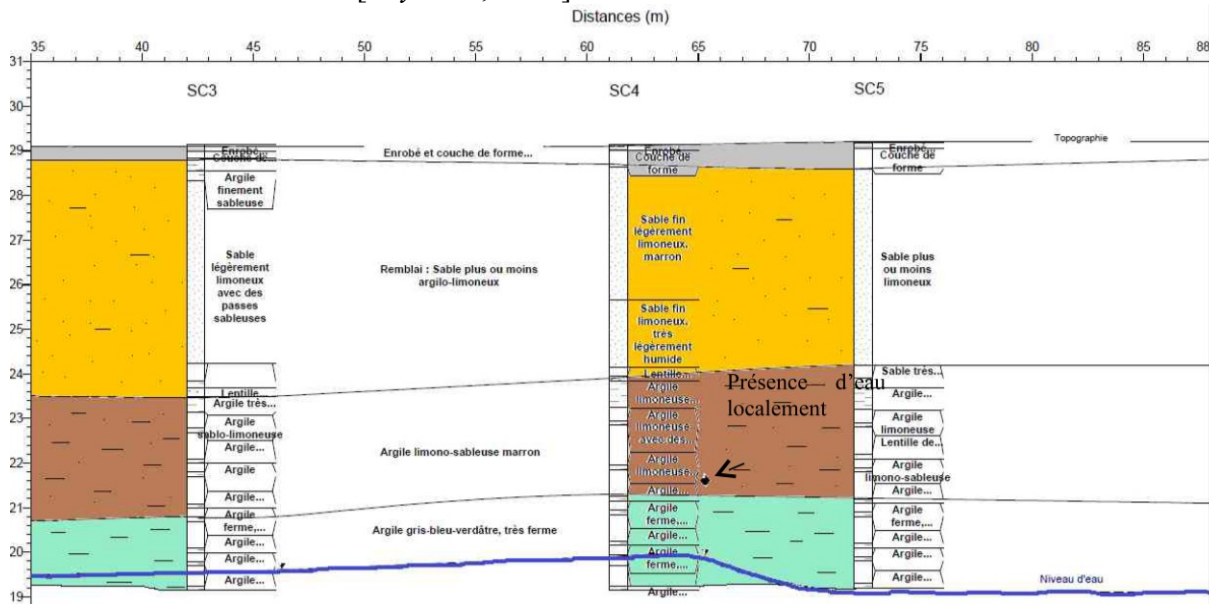 Distances (m)
35 40 45 50 55 60 65 70 75 80 85 88
31
30
29
28
27
26
25
24
23
22
21
20
19
SC3
SC4
SC5
Topographie
Enrobé...
Couche de...
Argile
finement
sableuse
Sable
légèrement
limoneux
avec des
passes
sableuses
Lentille...
Argile très...
Argile
sablo-limoneuse
Argile...
Argile
Argile...
Argile
ferme,...
Argile...
Argile...
Argile...
Enrobé et couche de forme...
Remblai : Sable plus ou moins
argilo-limoneux
Argile limono-sableuse marron
Argile gris-bleu-verdâtre, très ferme
Enrobé...
Couche de
forme
Sable fin
légèrement
limoneux,
marron
Sable fin
limoneux,
très
légèrement
humide
Lentille...
Argile
limoneuse...
Argile
limoneuse
avec des...
Argile
limoneuse...
Argile...
Argile
ferme,...
Argile...
Argile
ferme,...
Argile...
Présence d'eau
localement
Enrobé...
Couche de
forme
Sable plus
ou moins
limoneux
Sable très...
Argile...
Argile
limoneuse
Lentille de...
Argile
limono-sableuse
Argile...
Argile
ferme,...
Argile...
Argile...
Argile...
Niveau d'eau